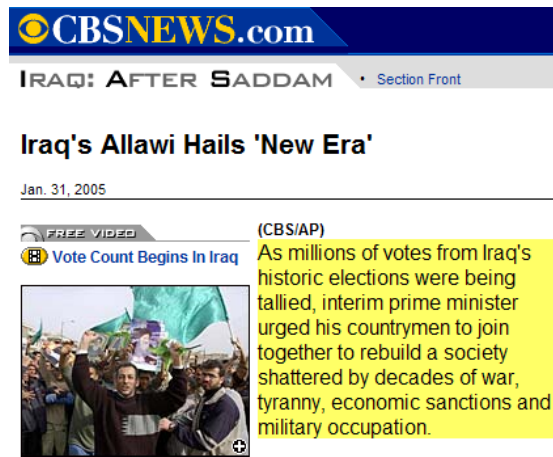 CBSNEWS.com
IRAQ: AFTER SADDAM • Section Front
Iraq's Allawi Hails 'New Era'
Jan. 31, 2005
FREE VIDEO
Vote Count Begins In Iraq
(CBS/AP)
As millions of votes from Iraq's
historic elections were being
tallied, interim prime minister
urged his countrymen to join
together to rebuild a society
shattered by decades of war,
tyranny, economic sanctions and
military occupation.